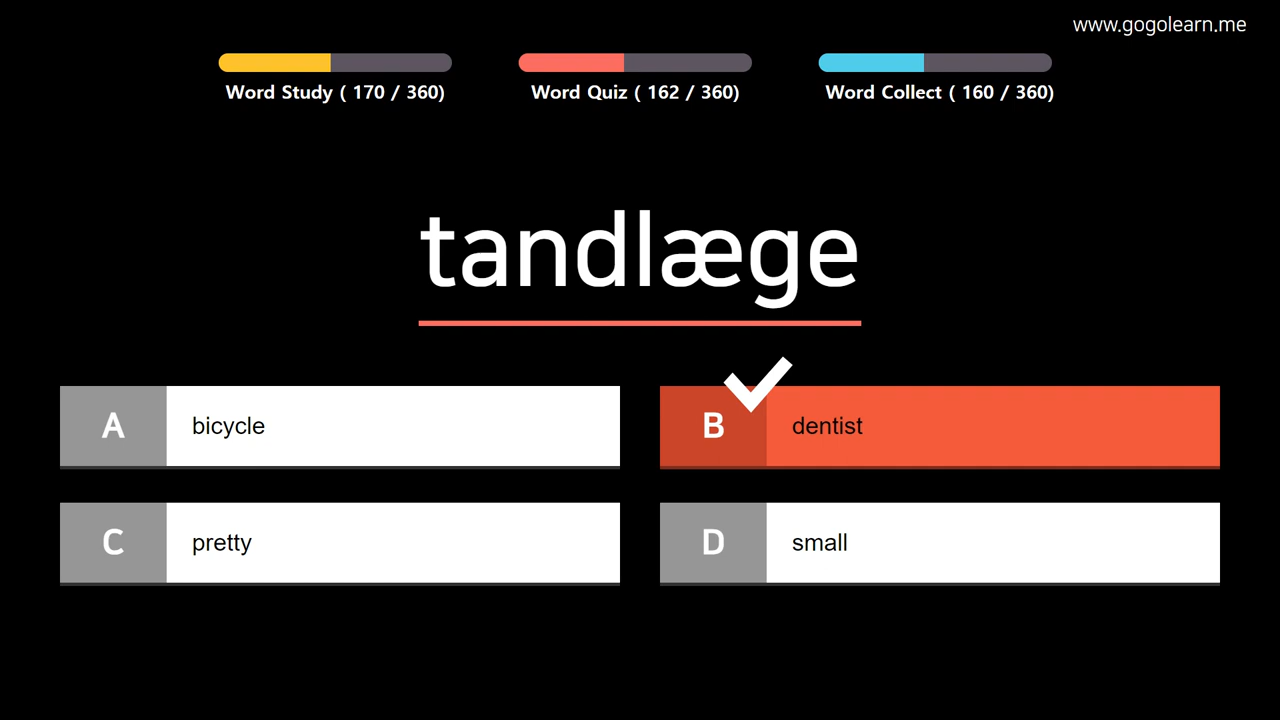 www.gogolearn.me
Word Study ( 170 / 360)
Word Quiz ( 162 / 360)
Word Collect ( 160 / 360)
tandlæge
A bicycle
B dentist
C pretty
D small